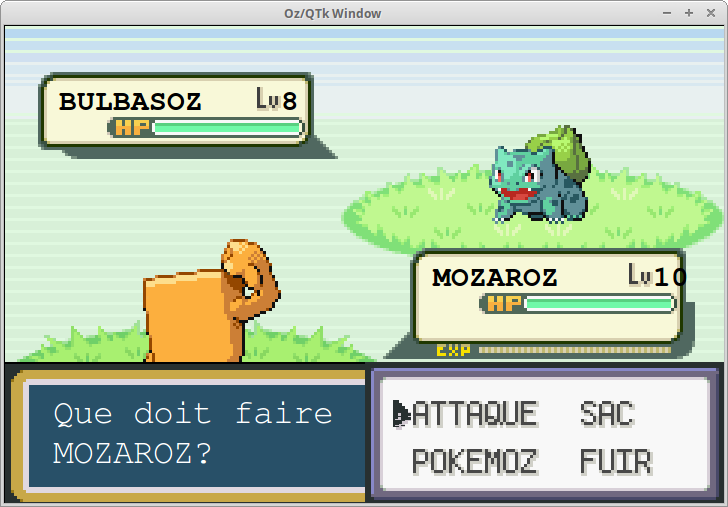 Oz/QTk Window
BULBASOZ Lv8
HP
MOZAROZ Lv10
HP
EXP
Que doit faire
MOZAROZ?
ATTAQUE SAC
POKEMOZ FUIR